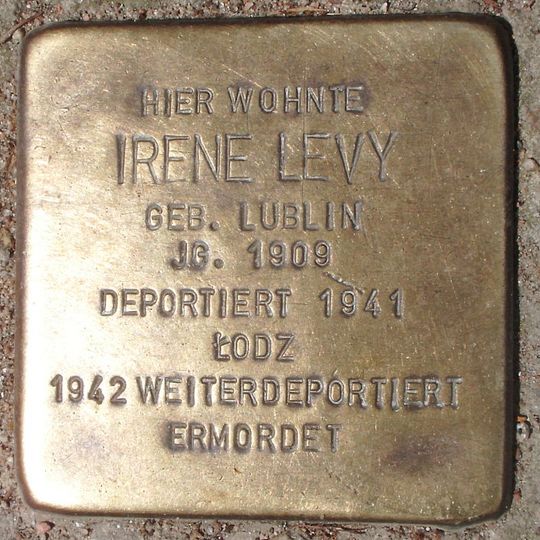 HIER WOHNTE
IRENE LEVY
GEB. LUBLIN
JG. 1909
DEPORTIERT 1941
ŁODZ
1942 WEITERDEPORTIERT
ERMORDET